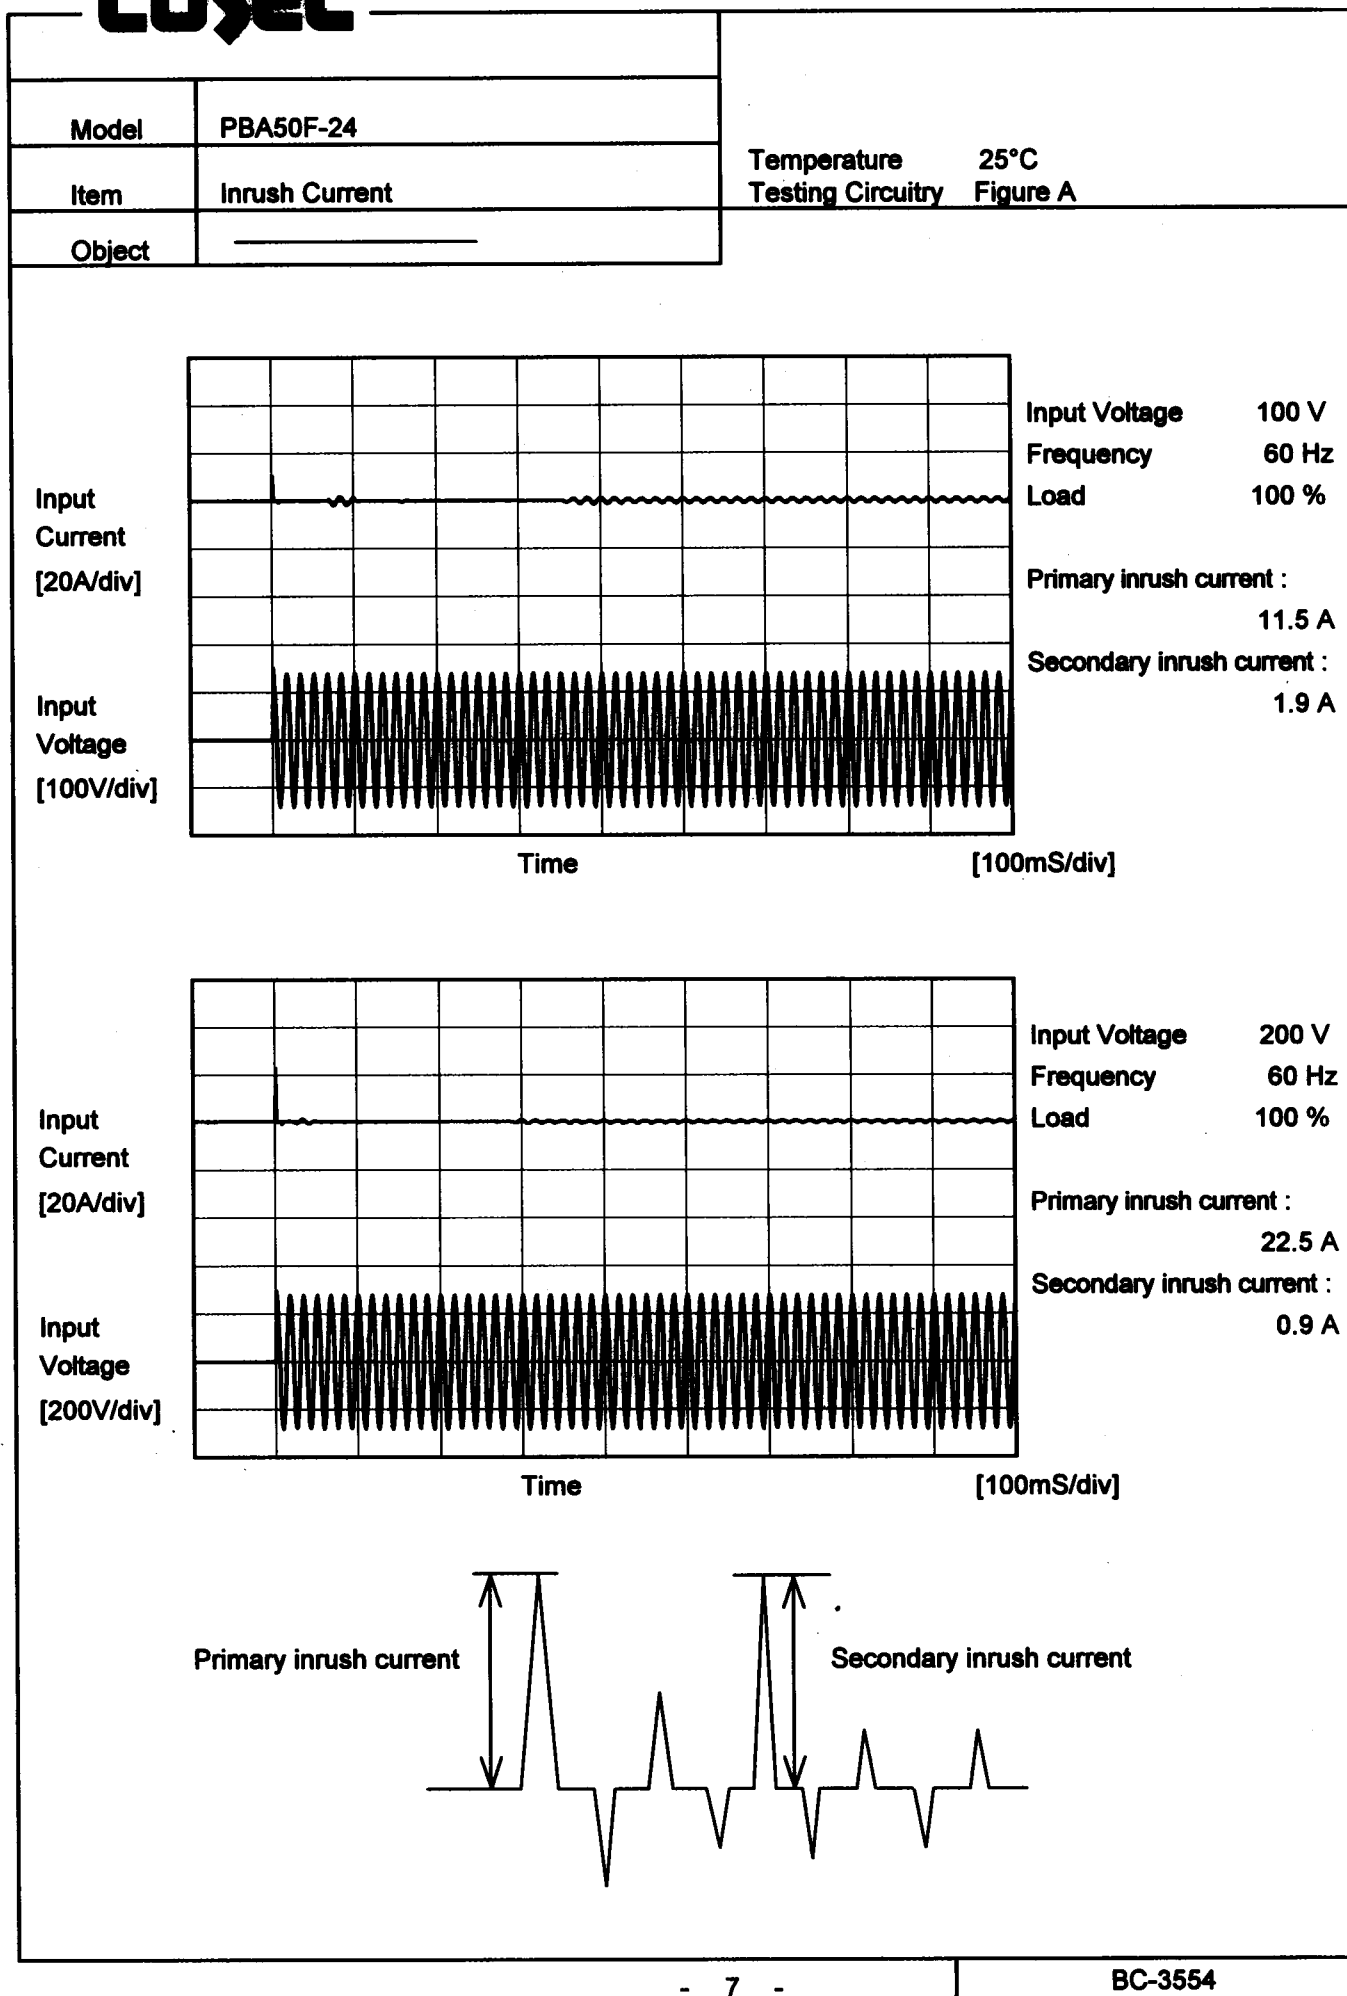 COSEL
Model PBA50F-24
Item Inrush Current
Temperature 25°C
Testing Circuitry Figure A
Object
Input
Current
[20A/div]
Input
Voltage
[100V/div]
Time [100mS/div]
Input Voltage 100 V
Frequency 60 Hz
Load 100 %
Primary inrush current :
11.5 A
Secondary inrush current :
1.9 A
Input
Current
[20A/div]
Input
Voltage
[200V/div]
Time [100mS/div]
Input Voltage 200 V
Frequency 60 Hz
Load 100 %
Primary inrush current :
22.5 A
Secondary inrush current :
0.9 A
Primary inrush current
Secondary inrush current
- 7 -
BC-3554